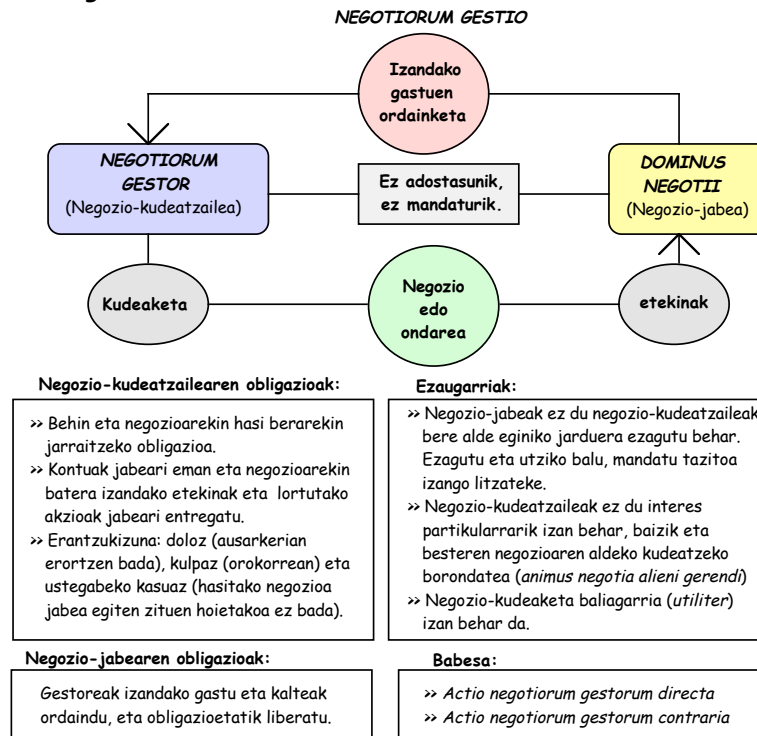 NEGOTIORUM GESTIO
Izandako
gastuen
ordainketa
NEGOTIORUM
GESTOR
(Negozio-kudeatzailea)
Ez adostasunik,
ez mandaturik.
DOMINUS
NEGOTII
(Negozio-jabea)
Kudeaketa
Negozio
edo
ondarea
etekinak
Negozio-kudeatzailearen obligazioak:
>> Behin eta negozioarekin hasi berarekin
jarraitzeko obligazioa.
>> Kontuak jabeari eman eta negozioarekin
batera izandako etekinak eta lortutako
akzioak jabeari entregatu.
>> Erantzukizuna: doloz (ausarkerian
erortzen bada), kulpaz (orokorrean) eta
ustegabeko kasuaz (hasitako negozioa
jabea egiten zituen hoietakoa ez bada).
Ezaugarriak:
>> Negozio-jabeak ez du negozio-kudeatzaileak
bere alde eginiko jarduera ezagutu behar.
Ezagutu eta utziko balu, mandatu tazitoa
izango litzateke.
>> Negozio-kudeatzaileak ez du interes
partikularrarik izan behar, baizik eta
besteren negozioaren aldeko kudeatzeko
borondatea (animus negotia alieni gerendi)
>> Negozio-kudeaketa baliagarria (utiliter)
izan behar da.
Negozio-jabearen obligazioak:
Gestoreak izandako gastu eta kalteak
ordaindu, eta obligazioetatik liberatu.
Babesa:
>> Actio negotiorum gestorum directa
>> Actio negotiorum gestorum contraria